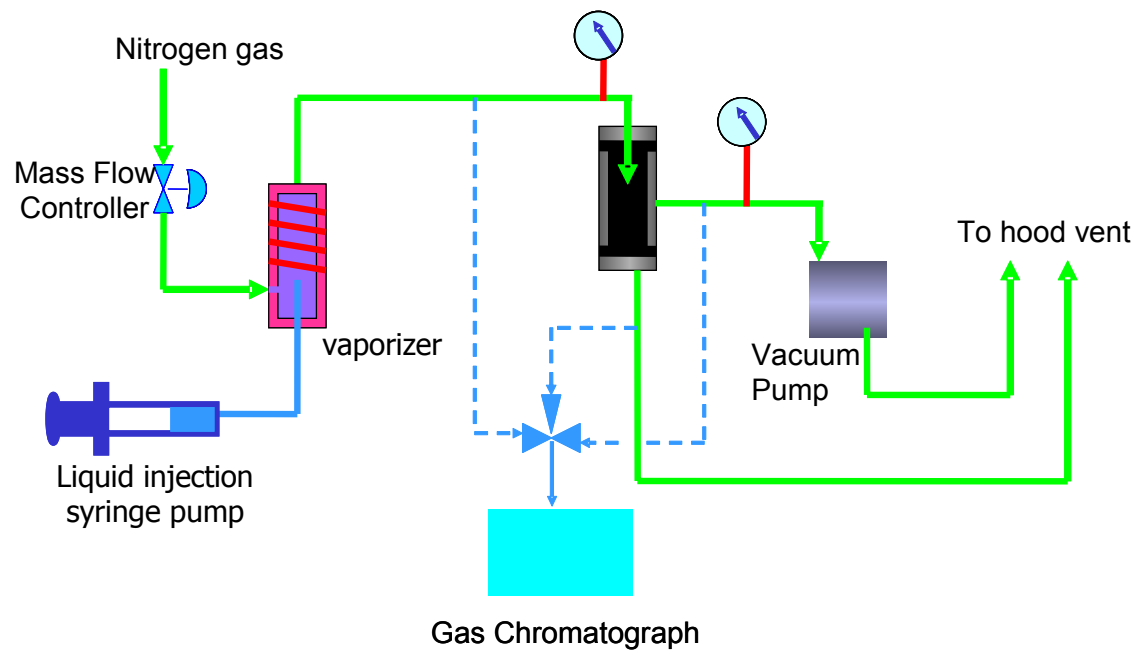 Nitrogen gas
Mass Flow
Controller
vaporizer
Liquid injection
syringe pump
To hood vent
Vacuum
Pump
Gas Chromatograph